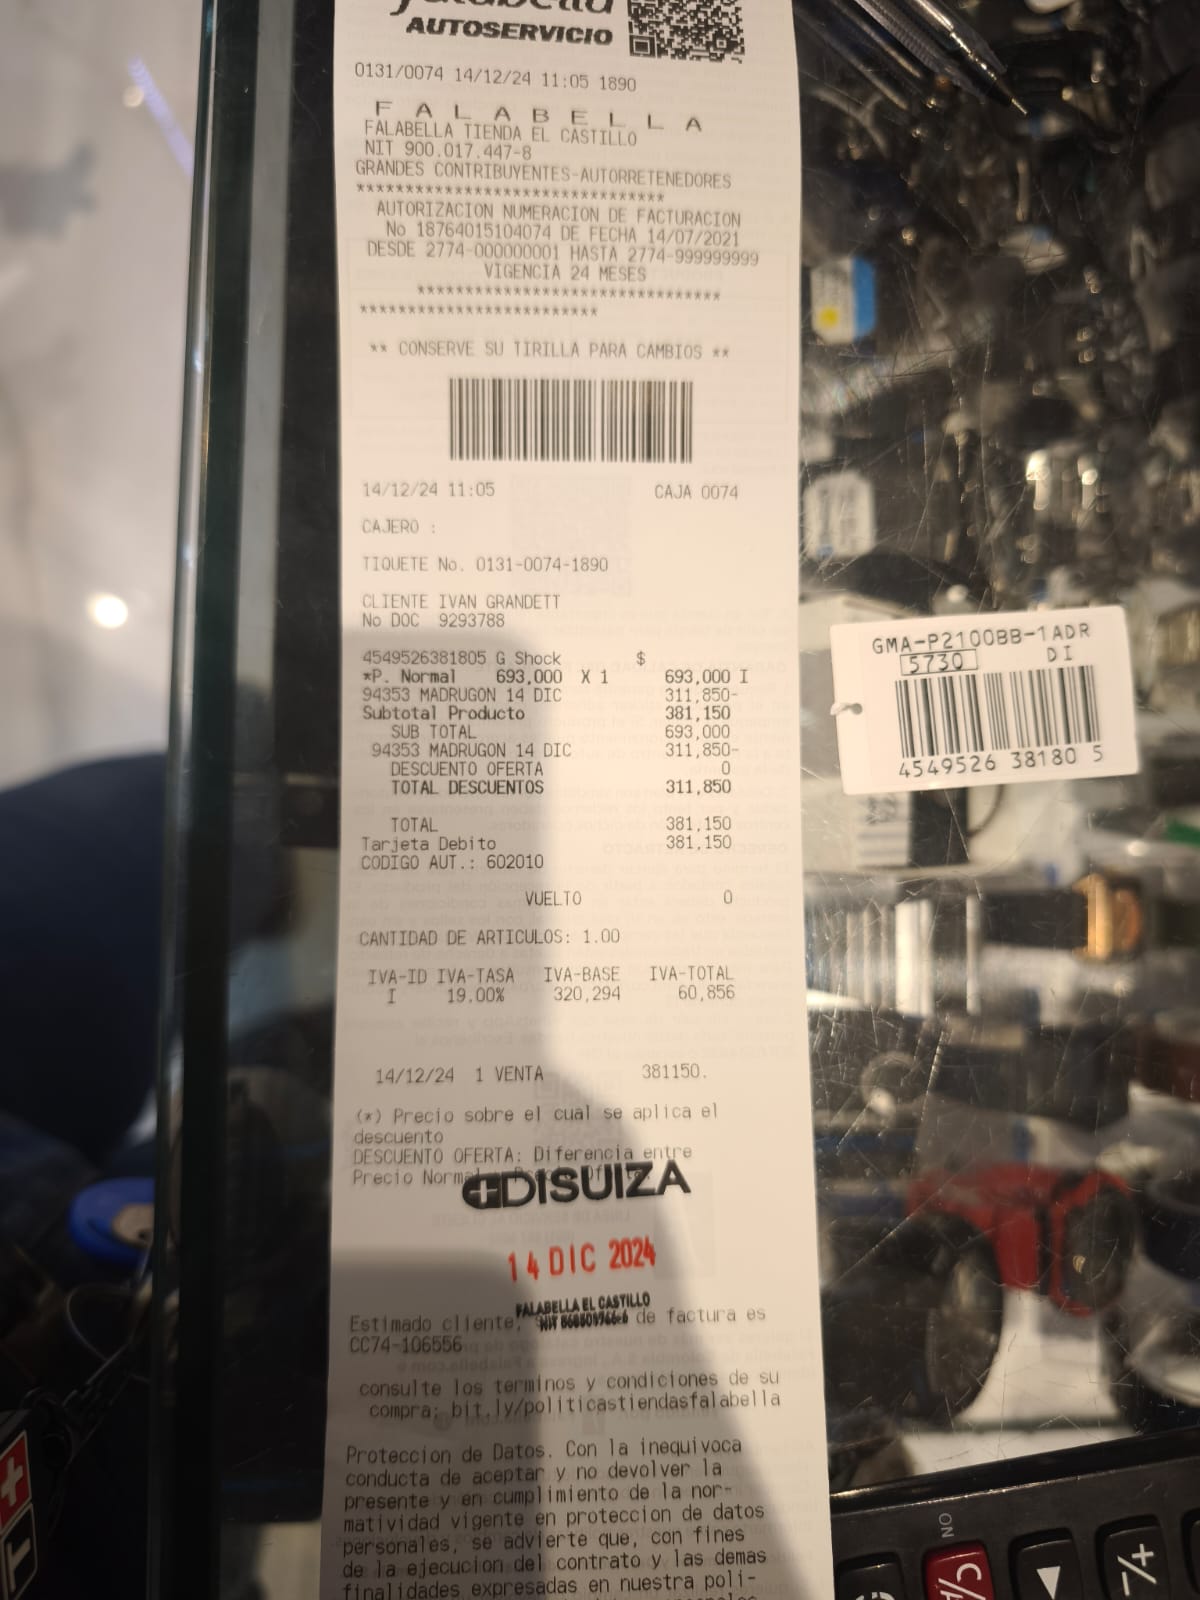 falabella
AUTOSERVICIO
0131/0074 14/12/24 11:05 1890
F A L A B E L L A
FALABELLA TIENDA EL CASTILLO
NIT 900.017.447-8
GRANDES CONTRIBUYENTES-AUTORRETENEDORES
********************************
AUTORIZACION NUMERACION DE FACTURACION
No 18764015104074 DE FECHA 14/07/2021
DESDE 2774-000000001 HASTA 2774-999999999
VIGENCIA 24 MESES
********************************
*************************
** CONSERVE SU TIRILLA PARA CAMBIOS **
14/12/24 11:05 CAJA 0074
CAJERO :
TIQUETE No. 0131-0074-1890
CLIENTE IVAN GRANDETT
No DOC 9293788
4549526381805 G Shock $
*P. Normal 693,000 X 1 693,000 I
94353 MADRUGON 14 DIC 311,850-
Subtotal Producto 381,150
SUB TOTAL 693,000
94353 MADRUGON 14 DIC 311,850-
DESCUENTO OFERTA 0
TOTAL DESCUENTOS 311,850
TOTAL 381,150
Tarjeta Debito 381,150
CODIGO AUT.: 602010
VUELTO 0
CANTIDAD DE ARTICULOS: 1.00
IVA-ID IVA-TASA IVA-BASE IVA-TOTAL
I 19.00% 320,294 60,856
14/12/24 1 VENTA 381150.
(*) Precio sobre el cual se aplica el
descuento
DESCUENTO OFERTA: Diferencia entre
Precio Normal
DISUIZA
14 DIC 2024
FALABELLA EL CASTILLO
NIT
Estimado cliente, de factura es
CC74-106556
consulte los terminos y condiciones de su
compra: bit.ly/politicastiendasfalabella
Proteccion de Datos. Con la inequivoca
conducta de aceptar y no devolver la
presente y en cumplimiento de la nor-
matividad vigente en proteccion de datos
personales, se advierte que, con fines
de la ejecucion del contrato y las demas
finalidades expresadas en nuestra poli-
GMA-P2100BB-1ADR
5730 DI
4549526 38180 5
ON
C/A
+/-